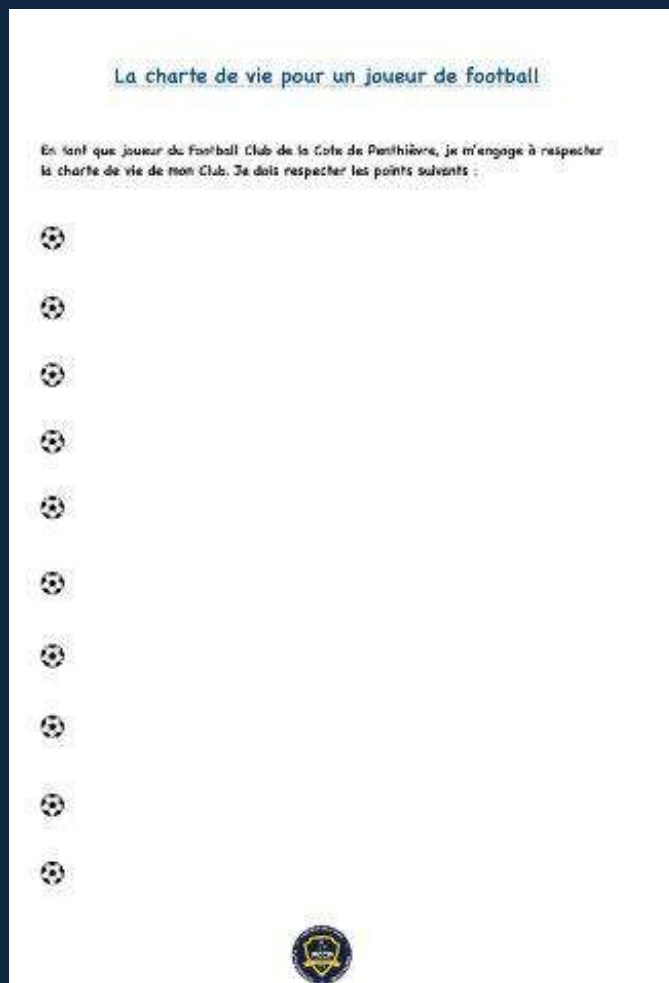 La charte de vie pour un joueur de football
En tant que joueur du Football Club de la Cote de Penthièvre, je m'engage à respecter
la charte de vie de mon Club. Je dois respecter les points suivants :